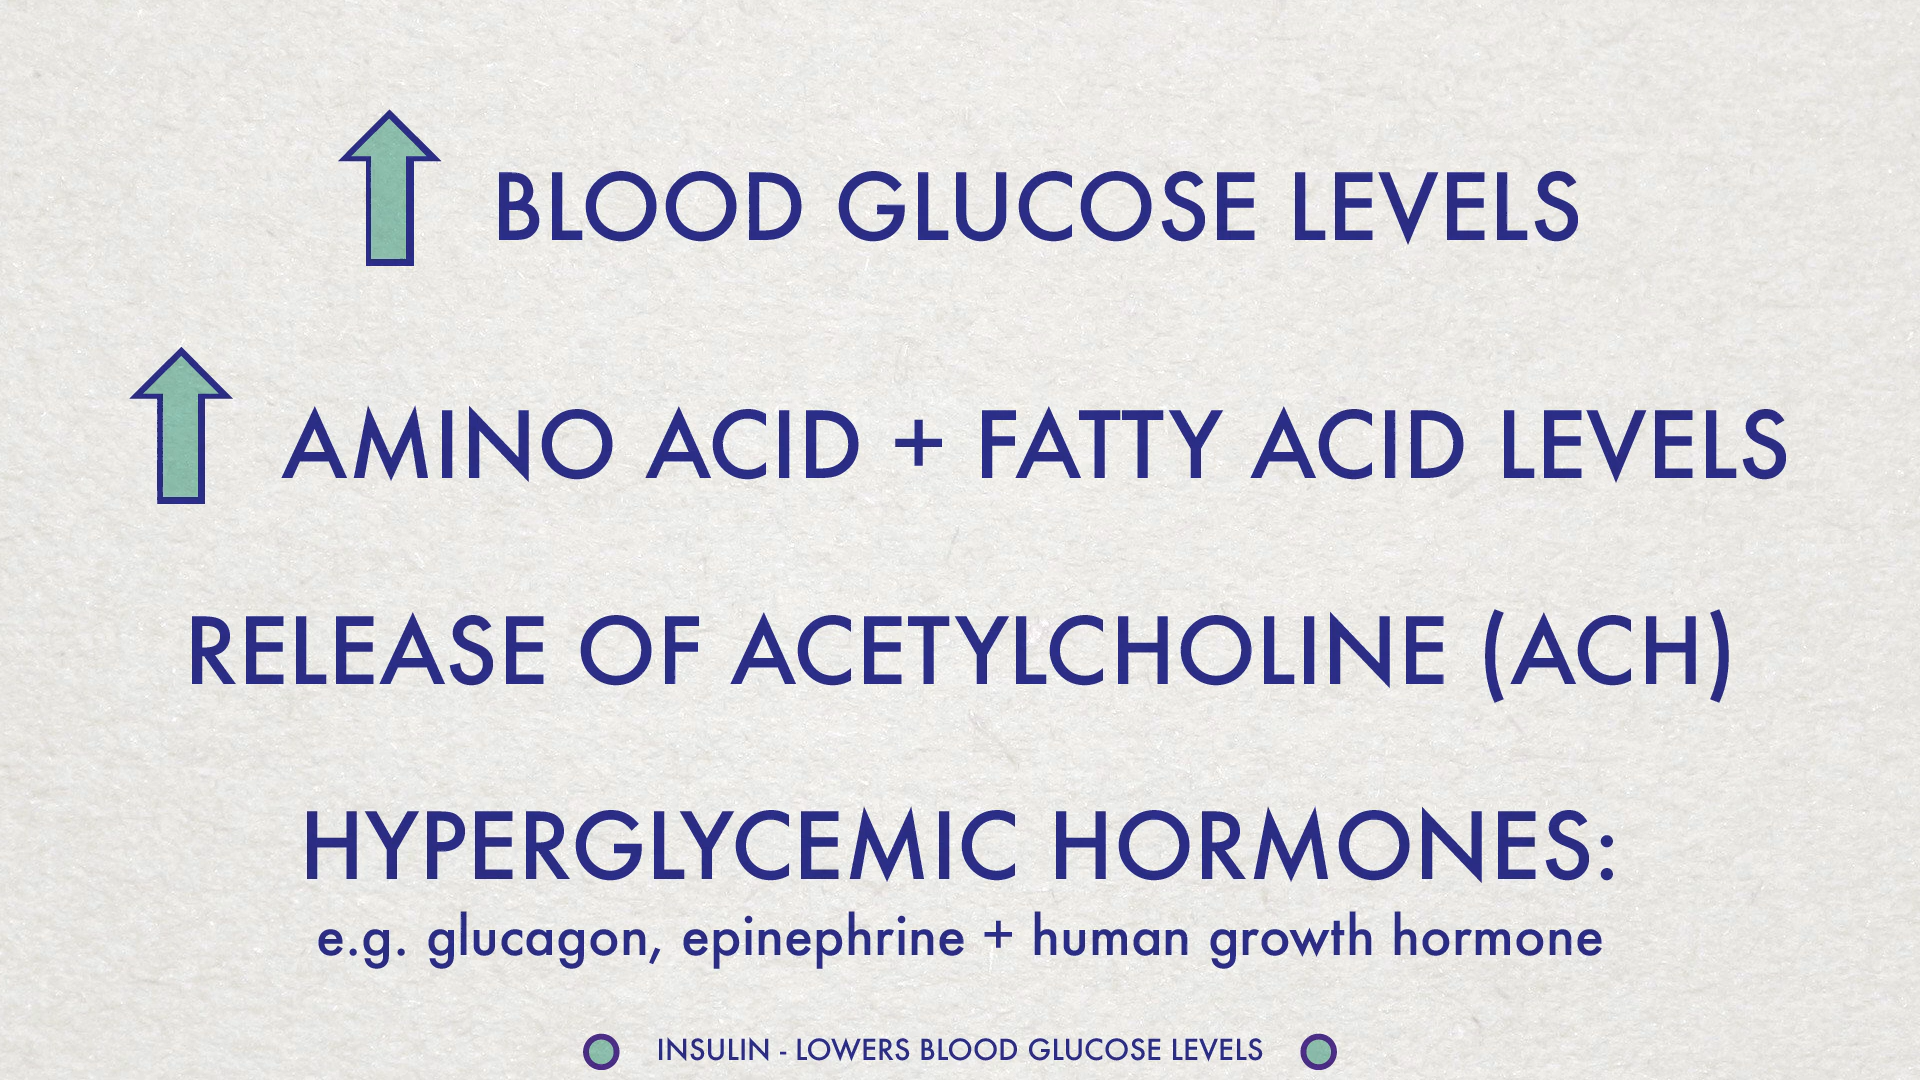 BLOOD GLUCOSE LEVELS
AMINO ACID + FATTY ACID LEVELS
RELEASE OF ACETYLCHOLINE (ACH)
HYPERGLYCEMIC HORMONES:
e.g. glucagon, epinephrine + human growth hormone
INSULIN - LOWERS BLOOD GLUCOSE LEVELS